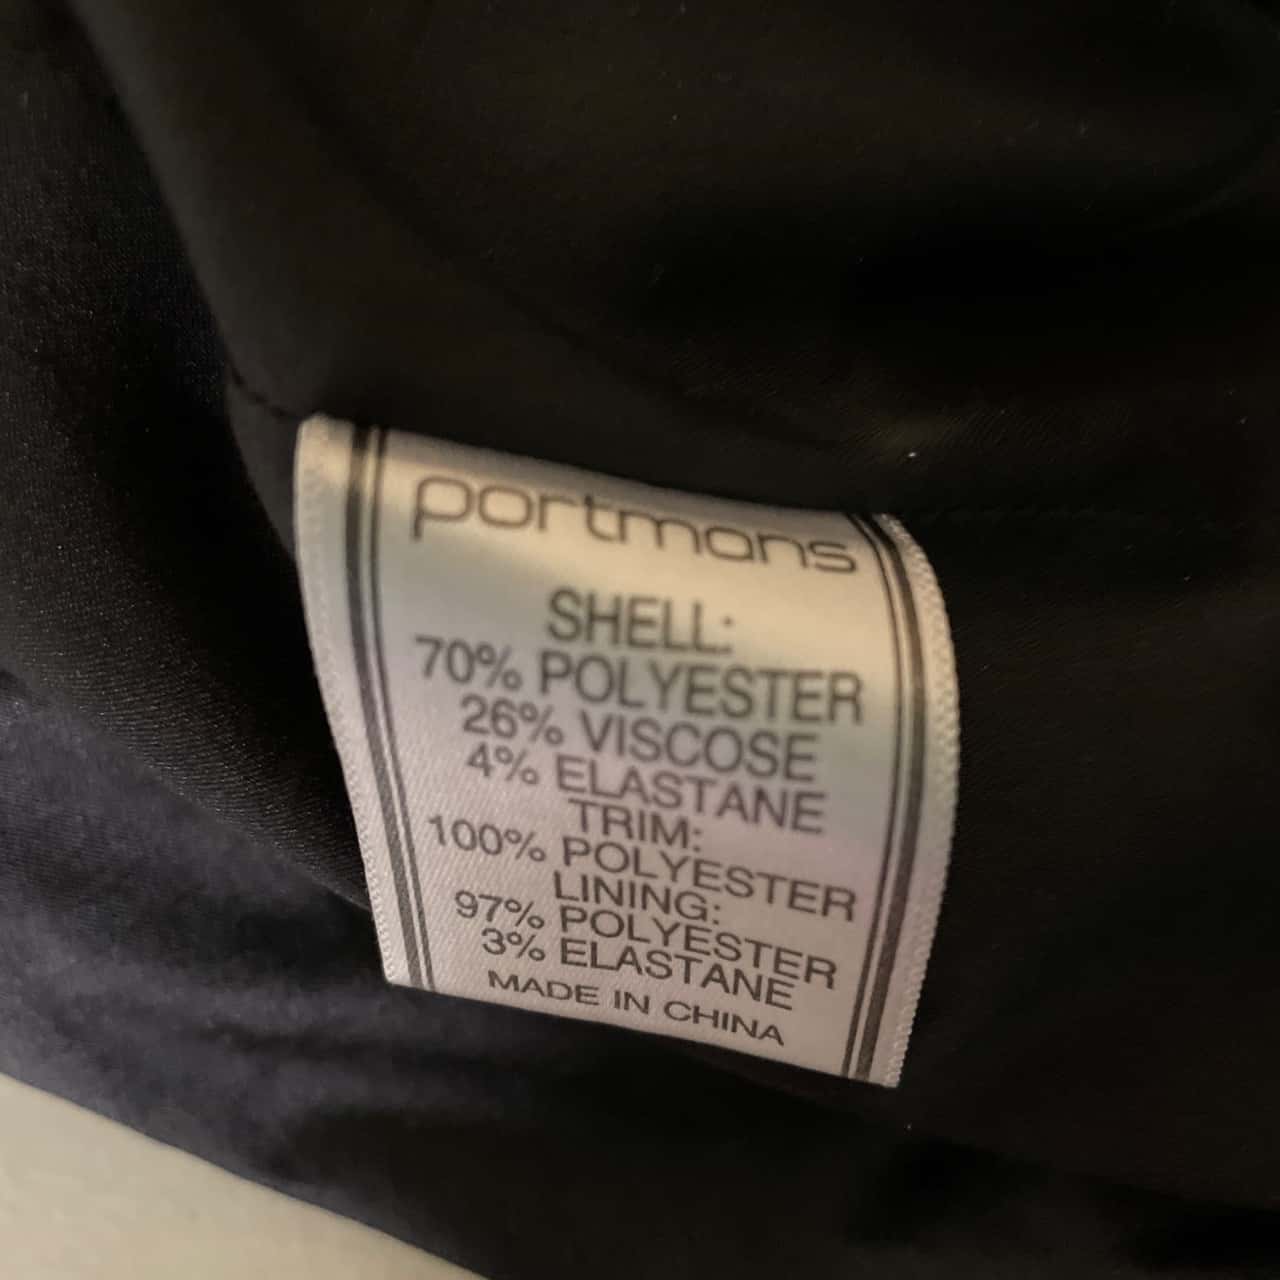 portmans
SHELL:
70% POLYESTER
26% VISCOSE
4% ELASTANE
TRIM:
100% POLYESTER
LINING:
97% POLYESTER
3% ELASTANE
MADE IN CHINA